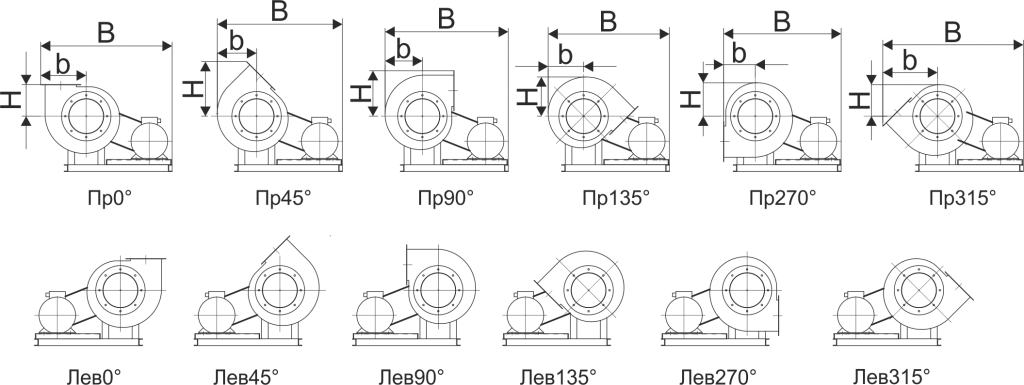 B B B B B B
b b b b b b
H H H H H H
Пр0° Пр45° Пр90° Пр135° Пр270° Пр315°
Лев0° Лев45° Лев90° Лев135° Лев270° Лев315°